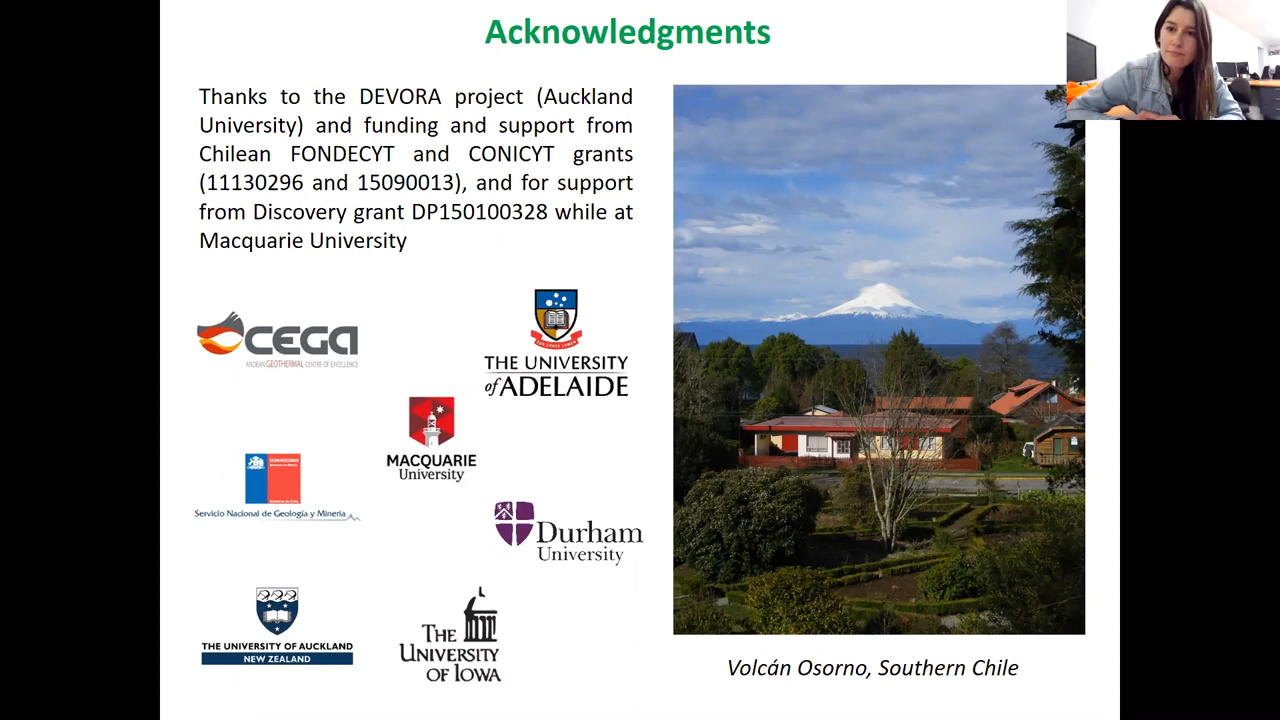 Acknowledgments
Thanks to the DEVORA project (Auckland
University) and funding and support from
Chilean FONDECYT and CONICYT grants
(11130296 and 15090013), and for support
from Discovery grant DP150100328 while at
Macquarie University
CEGA
ANDEAN GEOTHERMAL CENTRE OF EXCELLENCE
THE UNIVERSITY
of ADELAIDE
MACQUARIE
University
SERNAGEOMIN
Servicio Nacional de Geología y Minería
Durham
University
THE UNIVERSITY OF AUCKLAND
NEW ZEALAND
THE
UNIVERSITY
OF IOWA
Volcán Osorno, Southern Chile